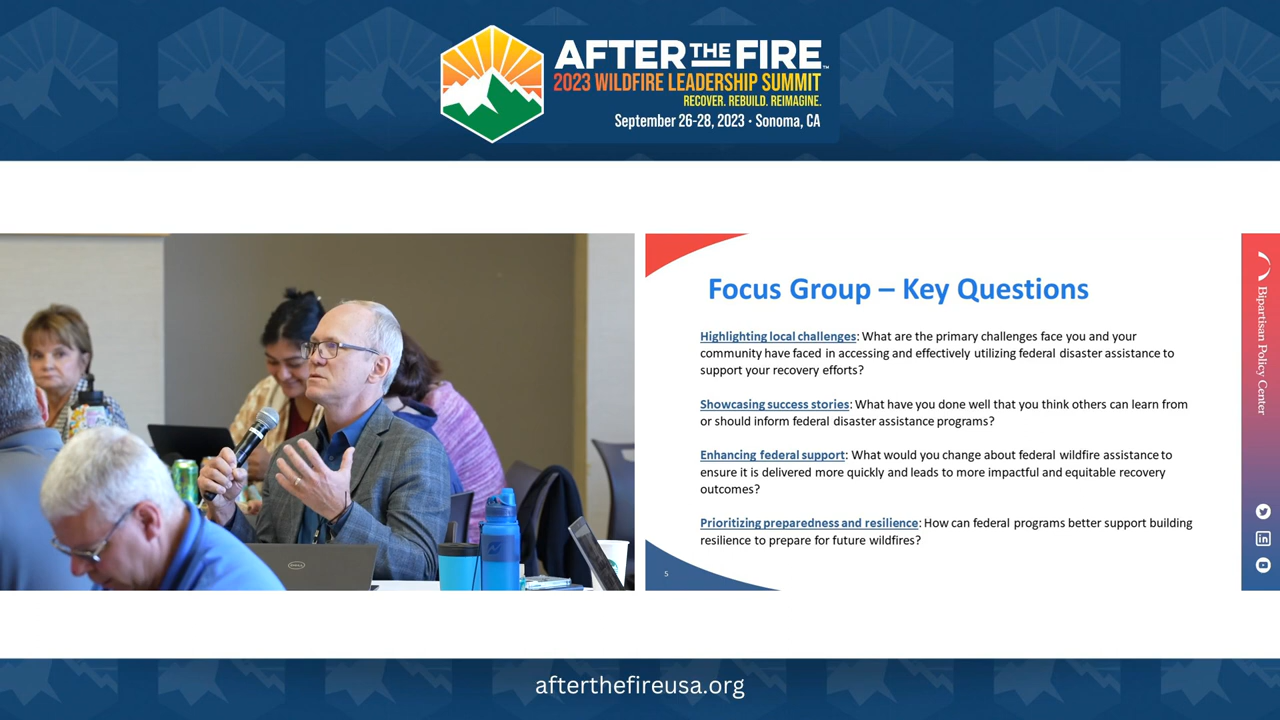 AFTER THE FIRE™
2023 WILDFIRE LEADERSHIP SUMMIT
RECOVER. REBUILD. REIMAGINE.
September 26-28, 2023 • Sonoma, CA
DELL
Focus Group – Key Questions
Highlighting local challenges: What are the primary challenges face you and your
community have faced in accessing and effectively utilizing federal disaster assistance to
support your recovery efforts?
Showcasing success stories: What have you done well that you think others can learn from
or should inform federal disaster assistance programs?
Enhancing federal support: What would you change about federal wildfire assistance to
ensure it is delivered more quickly and leads to more impactful and equitable recovery
outcomes?
Prioritizing preparedness and resilience: How can federal programs better support building
resilience to prepare for future wildfires?
5
Bipartisan Policy Center
in
afterthefireusa.org